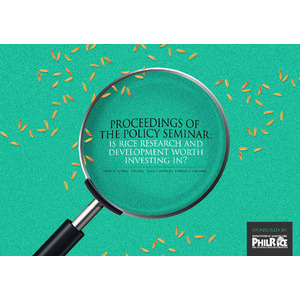 PROCEEDINGS OF
THE POLICY SEMINAR:
IS RICE RESEARCH AND
DEVELOPMENT WORTH
INVESTING IN?
SPONSORED BY
PHILRICE